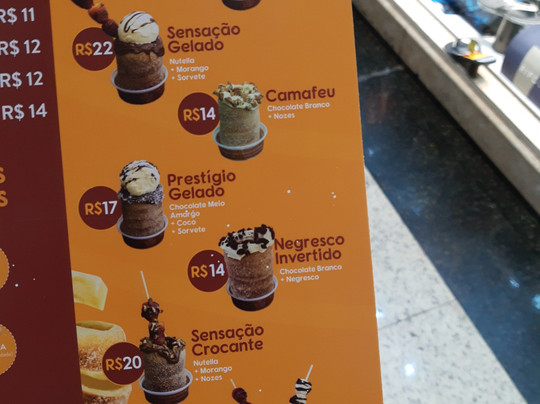 R$ 11
R$ 12
R$ 12
R$ 14
S
S
A
R$22
Sensação
Gelado
Nutella
+ Morango
+ Sorvete
R$14
Camafeu
Chocolate Branco
+ Nozes
R$17
Prestígio
Gelado
Chocolate Meio
Amargo
+ Coco
+ Sorvete
R$14
Negresco
Invertido
Chocolate Branco
+ Negresco
R$20
Sensação
Crocante
Nutella
+ Morango
+ Nozes